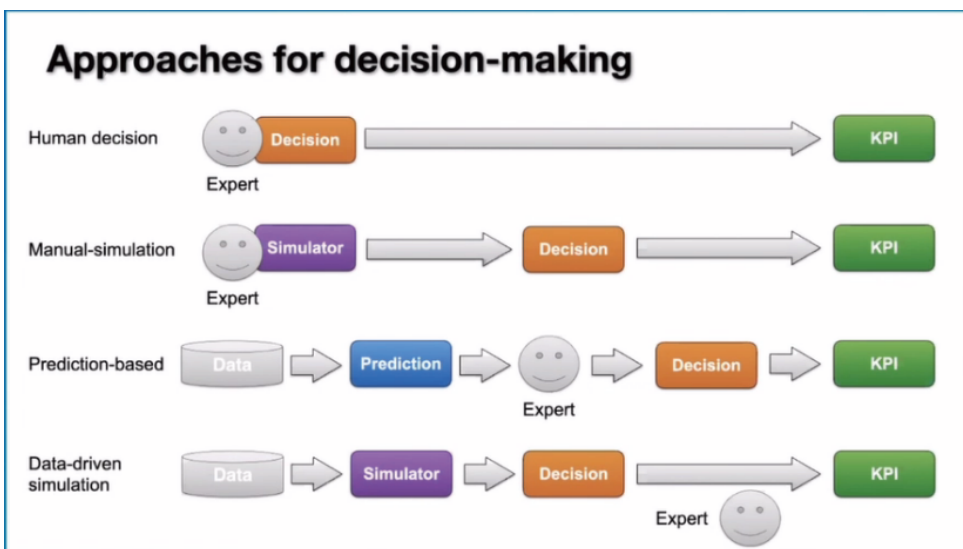 Approaches for decision-making
Human decision
Decision
KPI
Expert
Manual-simulation
Simulator
Decision
KPI
Expert
Prediction-based
Data
Prediction
Decision
KPI
Expert
Data-driven
simulation
Data
Simulator
Decision
KPI
Expert